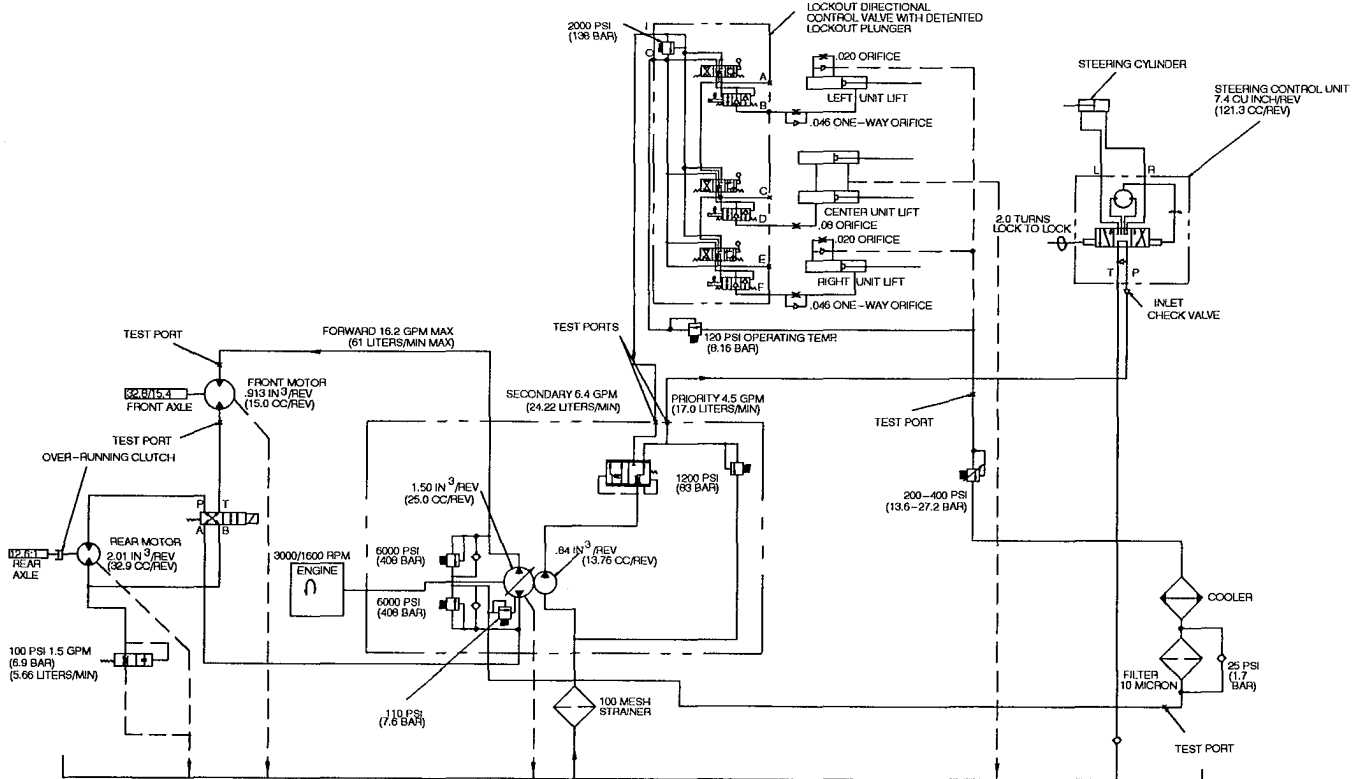 LOCKOUT DIRECTIONAL
CONTROL VALVE WITH DETENTED
LOCKOUT PLUNGER
2000 PSI
(138 BAR)
A
B
C
D
E
F
.020 ORIFICE
LEFT UNIT LIFT
.046 ONE-WAY ORIFICE
CENTER UNIT LIFT
.08 ORIFICE
.020 ORIFICE
RIGHT UNIT LIFT
.046 ONE-WAY ORIFICE
STEERING CYLINDER
STEERING CONTROL UNIT
7.4 CU INCH/REV
(121.3 CC/REV)
L
R
2.0 TURNS
LOCK TO LOCK
T P
INLET
CHECK VALVE
TEST PORT
FORWARD 16.2 GPM MAX
(61 LITERS/MIN MAX)
TEST PORTS
120 PSI OPERATING TEMP.
(8.16 BAR)
32.8/15.4
FRONT AXLE
FRONT MOTOR
.913 IN3/REV
(15.0 CC/REV)
SECONDARY 6.4 GPM
(24.22 LITERS/MIN)
PRIORITY 4.5 GPM
(17.0 LITERS/MIN)
TEST PORT
TEST PORT
OVER-RUNNING CLUTCH
1200 PSI
(83 BAR)
200-400 PSI
(13.6-27.2 BAR)
1.50 IN3/REV
(25.0 CC/REV)
P T
A B
12.6:1
REAR
AXLE
REAR MOTOR
2.01 IN3/REV
(32.9 CC/REV)
3000/1600 RPM
ENGINE
6000 PSI
(408 BAR)
.84 IN3/REV
(13.76 CC/REV)
6000 PSI
(408 BAR)
COOLER
100 PSI 1.5 GPM
(6.9 BAR)
(5.66 LITERS/MIN)
110 PSI
(7.6 BAR)
100 MESH
STRAINER
FILTER
10 MICRON
25 PSI
(1.7
BAR)
TEST PORT